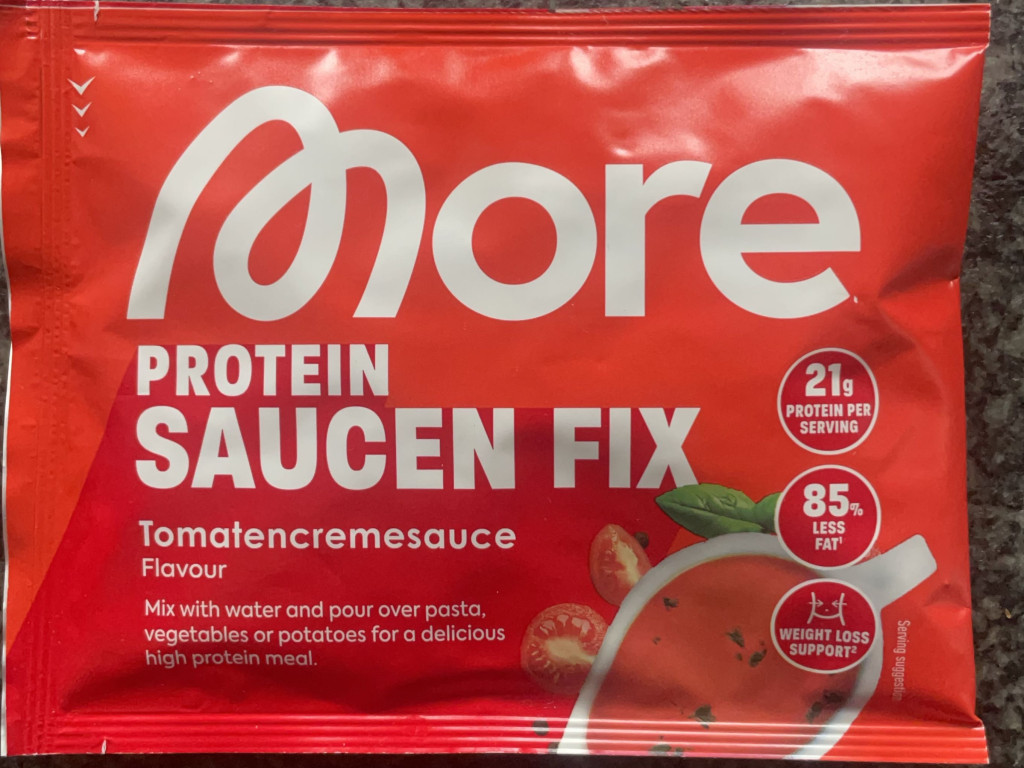 More
PROTEIN
SAUCEN FIX
Tomatencremesauce
Flavour
Mix with water and pour over pasta,
vegetables or potatoes for a delicious
high protein meal.
21g
PROTEIN PER
SERVING
85%
LESS
FAT¹
WEIGHT LOSS
SUPPORT²
Serving suggestion